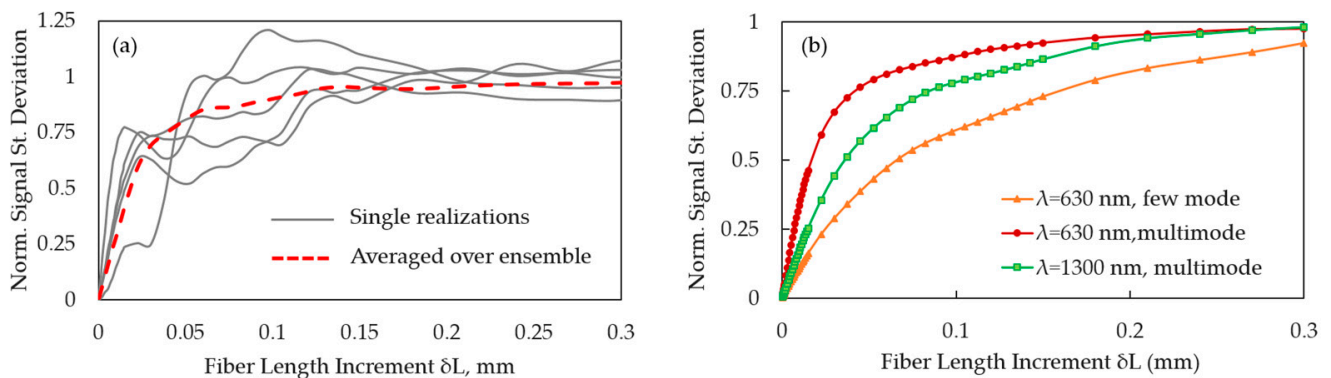 (a)
Norm. Signal St. Deviation
1.25
1
0.75
0.5
0.25
0
0 0.05 0.1 0.15 0.2 0.25 0.3
Fiber Length Increment δL, mm
Single realizations
Averaged over ensemble
(b)
Norm. Signal St. Deviation
1
0.75
0.5
0.25
0
0 0.1 0.2 0.3
Fiber Length Increment δL (mm)
λ=630 nm, few mode
λ=630 nm,multimode
λ=1300 nm, multimode